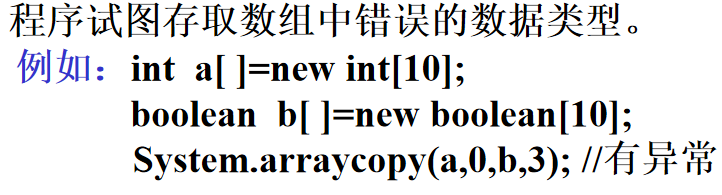 程序试图存取数组中错误的数据类型。
例如：int a[ ]=new int[10];
boolean b[ ]=new boolean[10];
System.arraycopy(a,0,b,3); //有异常